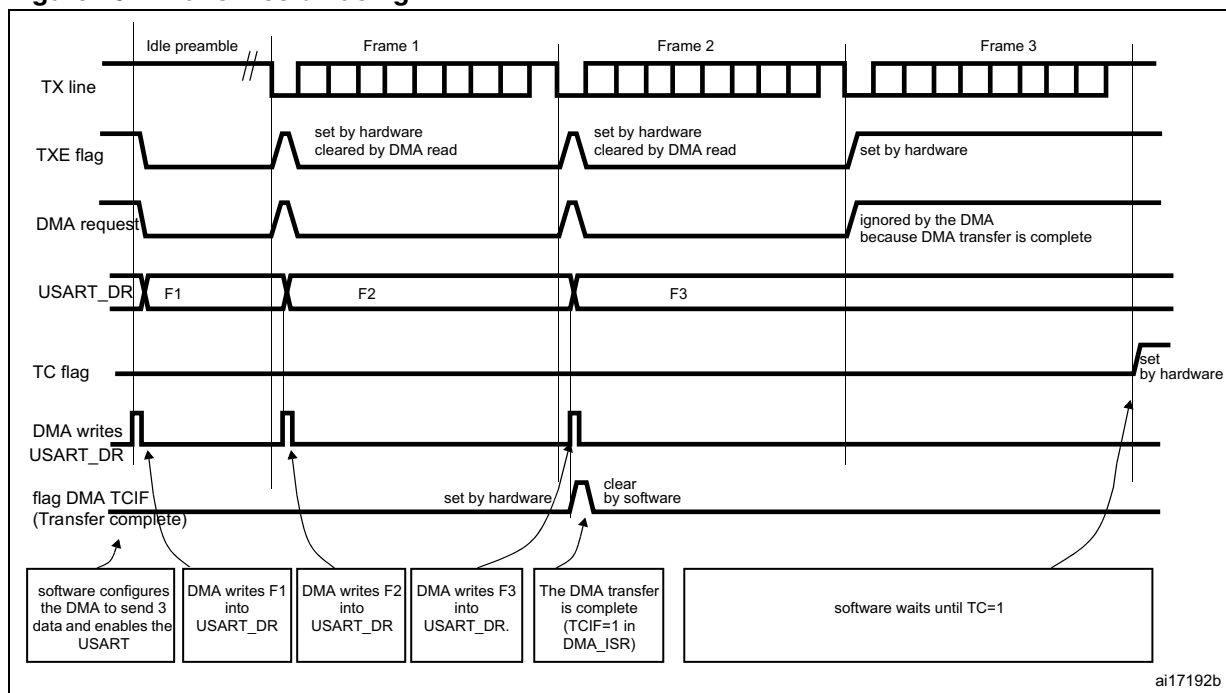 Idle preamble
Frame 1
Frame 2
Frame 3
TX line
TXE flag
set by hardware
cleared by DMA read
set by hardware
cleared by DMA read
set by hardware
DMA request
ignored by the DMA
because DMA transfer is complete
USART_DR
F1
F2
F3
TC flag
set
by hardware
DMA writes
USART_DR
flag DMA TCIF
(Transfer complete)
set by hardware
clear
by software
software configures
the DMA to send 3
data and enables the
USART
DMA writes F1
into
USART_DR
DMA writes F2
into
USART_DR
DMA writes F3
into
USART_DR.
The DMA transfer
is complete
(TCIF=1 in
DMA_ISR)
software waits until TC=1
ai17192b